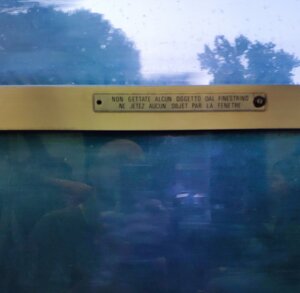 NON GETTATE ALCUN OGGETTO DAL FINESTRINO
NE JETEZ AUCUN OBJET PAR LA FENETRE